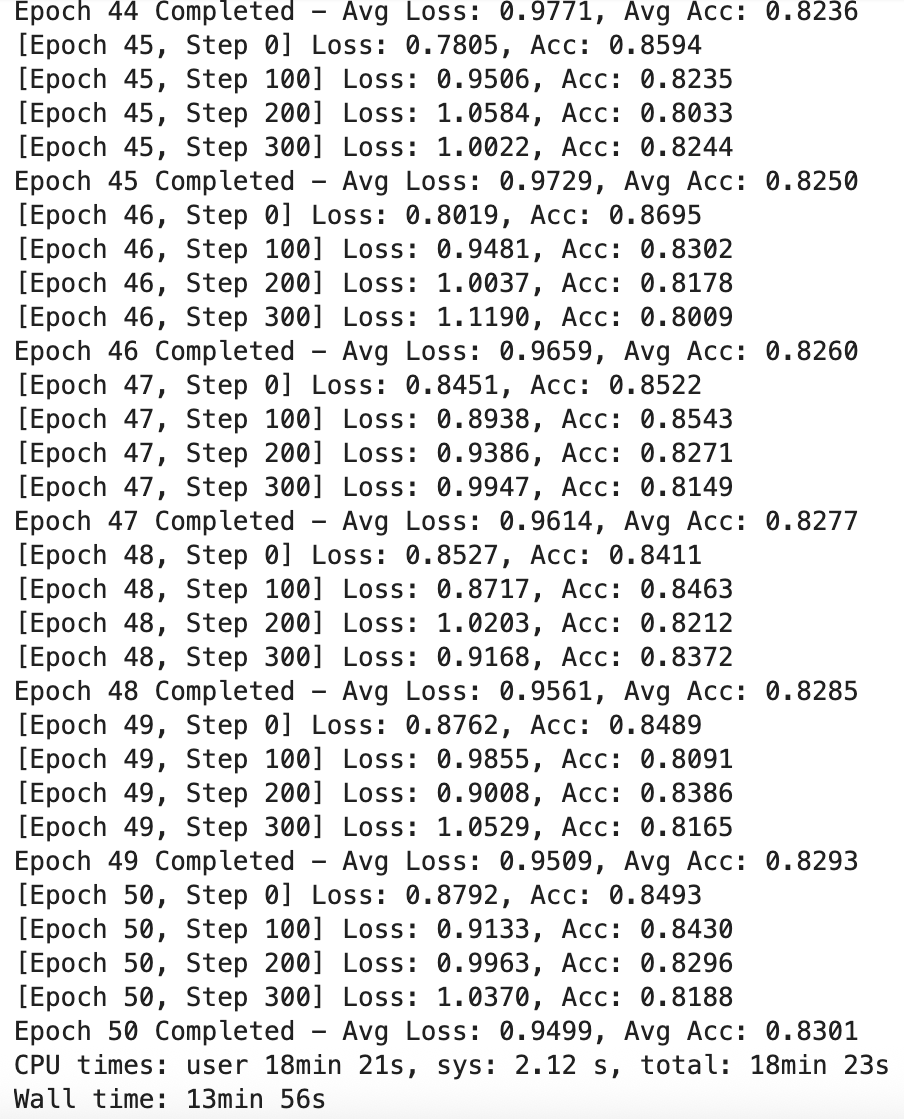 Epoch 44 Completed – Avg Loss: 0.9771, Avg Acc: 0.8236
[Epoch 45, Step 0] Loss: 0.7805, Acc: 0.8594
[Epoch 45, Step 100] Loss: 0.9506, Acc: 0.8235
[Epoch 45, Step 200] Loss: 1.0584, Acc: 0.8033
[Epoch 45, Step 300] Loss: 1.0022, Acc: 0.8244
Epoch 45 Completed – Avg Loss: 0.9729, Avg Acc: 0.8250
[Epoch 46, Step 0] Loss: 0.8019, Acc: 0.8695
[Epoch 46, Step 100] Loss: 0.9481, Acc: 0.8302
[Epoch 46, Step 200] Loss: 1.0037, Acc: 0.8178
[Epoch 46, Step 300] Loss: 1.1190, Acc: 0.8009
Epoch 46 Completed – Avg Loss: 0.9659, Avg Acc: 0.8260
[Epoch 47, Step 0] Loss: 0.8451, Acc: 0.8522
[Epoch 47, Step 100] Loss: 0.8938, Acc: 0.8543
[Epoch 47, Step 200] Loss: 0.9386, Acc: 0.8271
[Epoch 47, Step 300] Loss: 0.9947, Acc: 0.8149
Epoch 47 Completed – Avg Loss: 0.9614, Avg Acc: 0.8277
[Epoch 48, Step 0] Loss: 0.8527, Acc: 0.8411
[Epoch 48, Step 100] Loss: 0.8717, Acc: 0.8463
[Epoch 48, Step 200] Loss: 1.0203, Acc: 0.8212
[Epoch 48, Step 300] Loss: 0.9168, Acc: 0.8372
Epoch 48 Completed – Avg Loss: 0.9561, Avg Acc: 0.8285
[Epoch 49, Step 0] Loss: 0.8762, Acc: 0.8489
[Epoch 49, Step 100] Loss: 0.9855, Acc: 0.8091
[Epoch 49, Step 200] Loss: 0.9008, Acc: 0.8386
[Epoch 49, Step 300] Loss: 1.0529, Acc: 0.8165
Epoch 49 Completed – Avg Loss: 0.9509, Avg Acc: 0.8293
[Epoch 50, Step 0] Loss: 0.8792, Acc: 0.8493
[Epoch 50, Step 100] Loss: 0.9133, Acc: 0.8430
[Epoch 50, Step 200] Loss: 0.9963, Acc: 0.8296
[Epoch 50, Step 300] Loss: 1.0370, Acc: 0.8188
Epoch 50 Completed – Avg Loss: 0.9499, Avg Acc: 0.8301
CPU times: user 18min 21s, sys: 2.12 s, total: 18min 23s
Wall time: 13min 56s